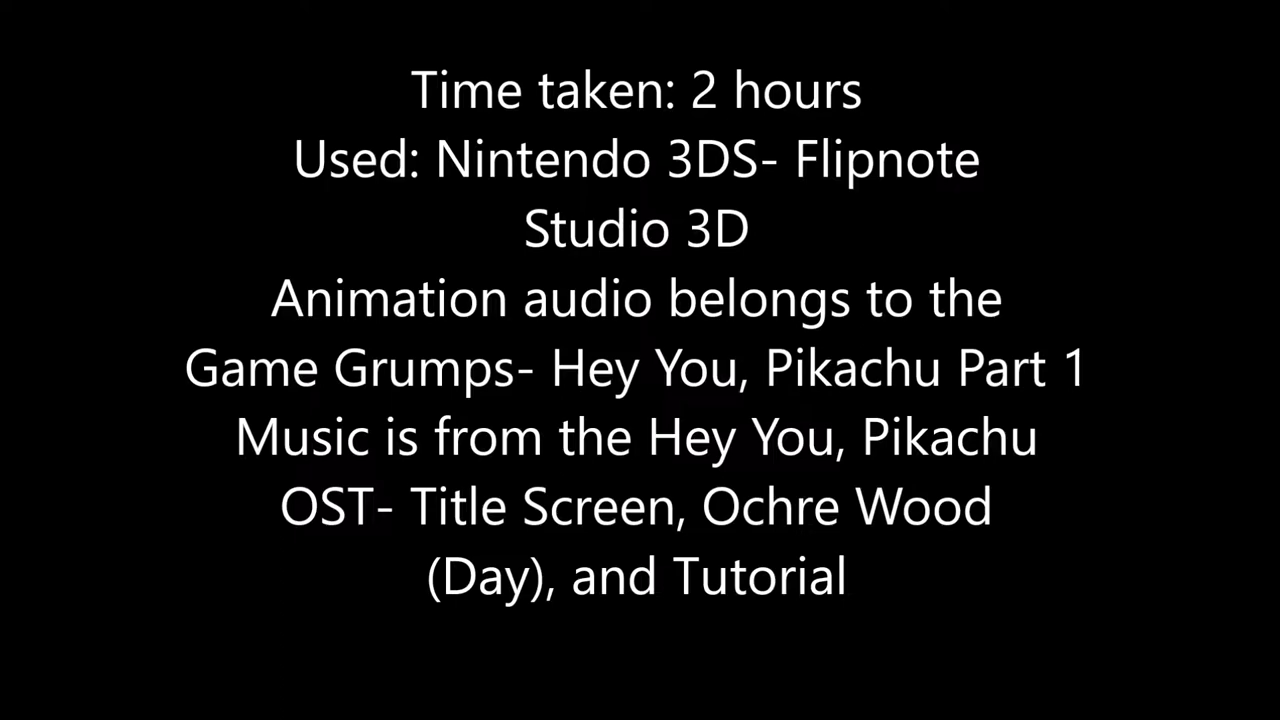 Time taken: 2 hours
Used: Nintendo 3DS- Flipnote
Studio 3D
Animation audio belongs to the
Game Grumps- Hey You, Pikachu Part 1
Music is from the Hey You, Pikachu
OST- Title Screen, Ochre Wood
(Day), and Tutorial